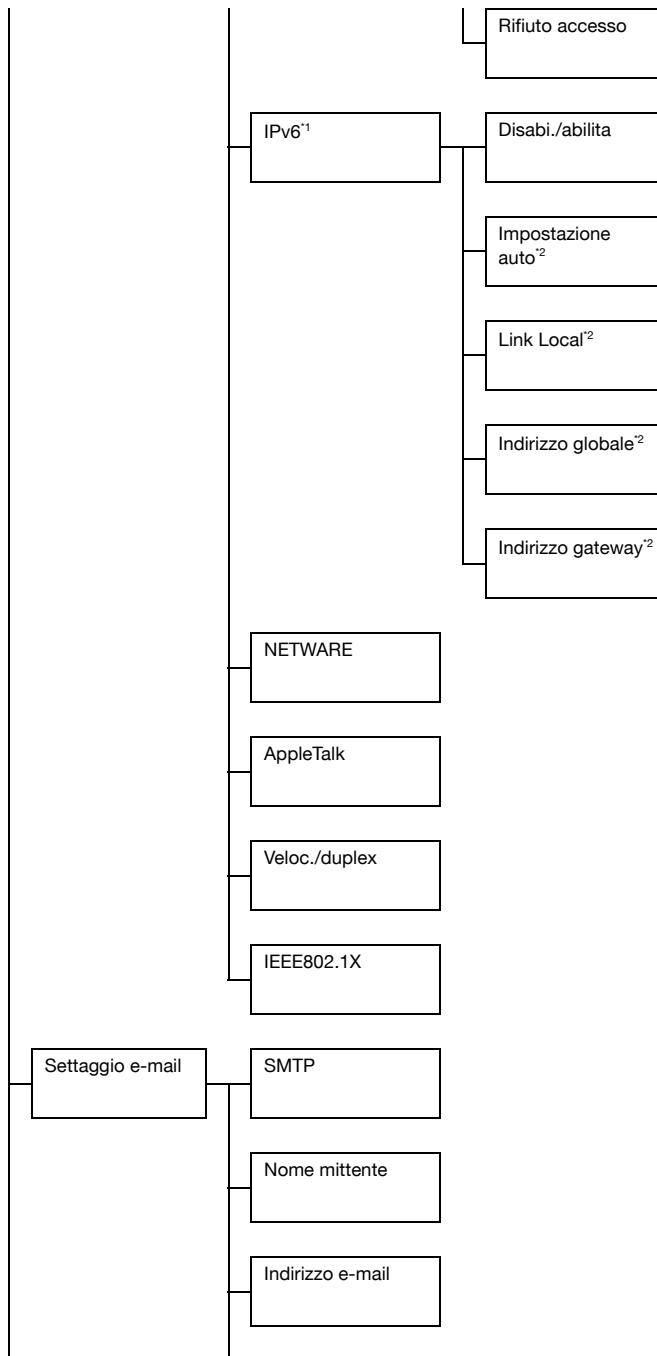 Rifiuto accesso
IPv6*1
Disabi./abilita
Impostazione
auto*2
Link Local*2
Indirizzo globale*2
Indirizzo gateway*2
NETWARE
AppleTalk
Veloc./duplex
IEEE802.1X
Settaggio e-mail
SMTP
Nome mittente
Indirizzo e-mail